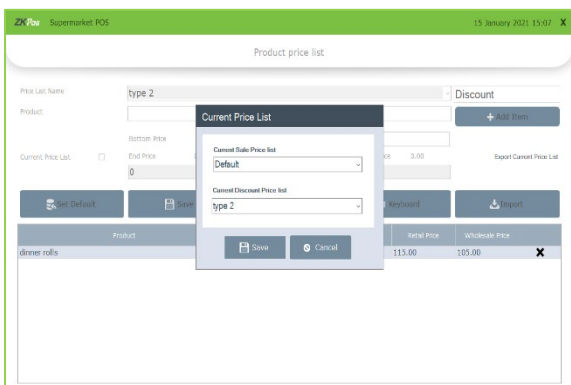 ZKPos Supermarket POS 15 January 2021 15:07 X
Product price list
Price List Name type 2 Discount
Product Add Item
Bottom Price
Current Price List End Price 0.00 Export Current Price List
0
Set Default Save Keyboard Import
Current Price List
Current Sale Price list
Default
Current Discount Price list
type 2
Save Cancel
Product Retail Price Wholesale Price
dinner rolls 115.00 105.00